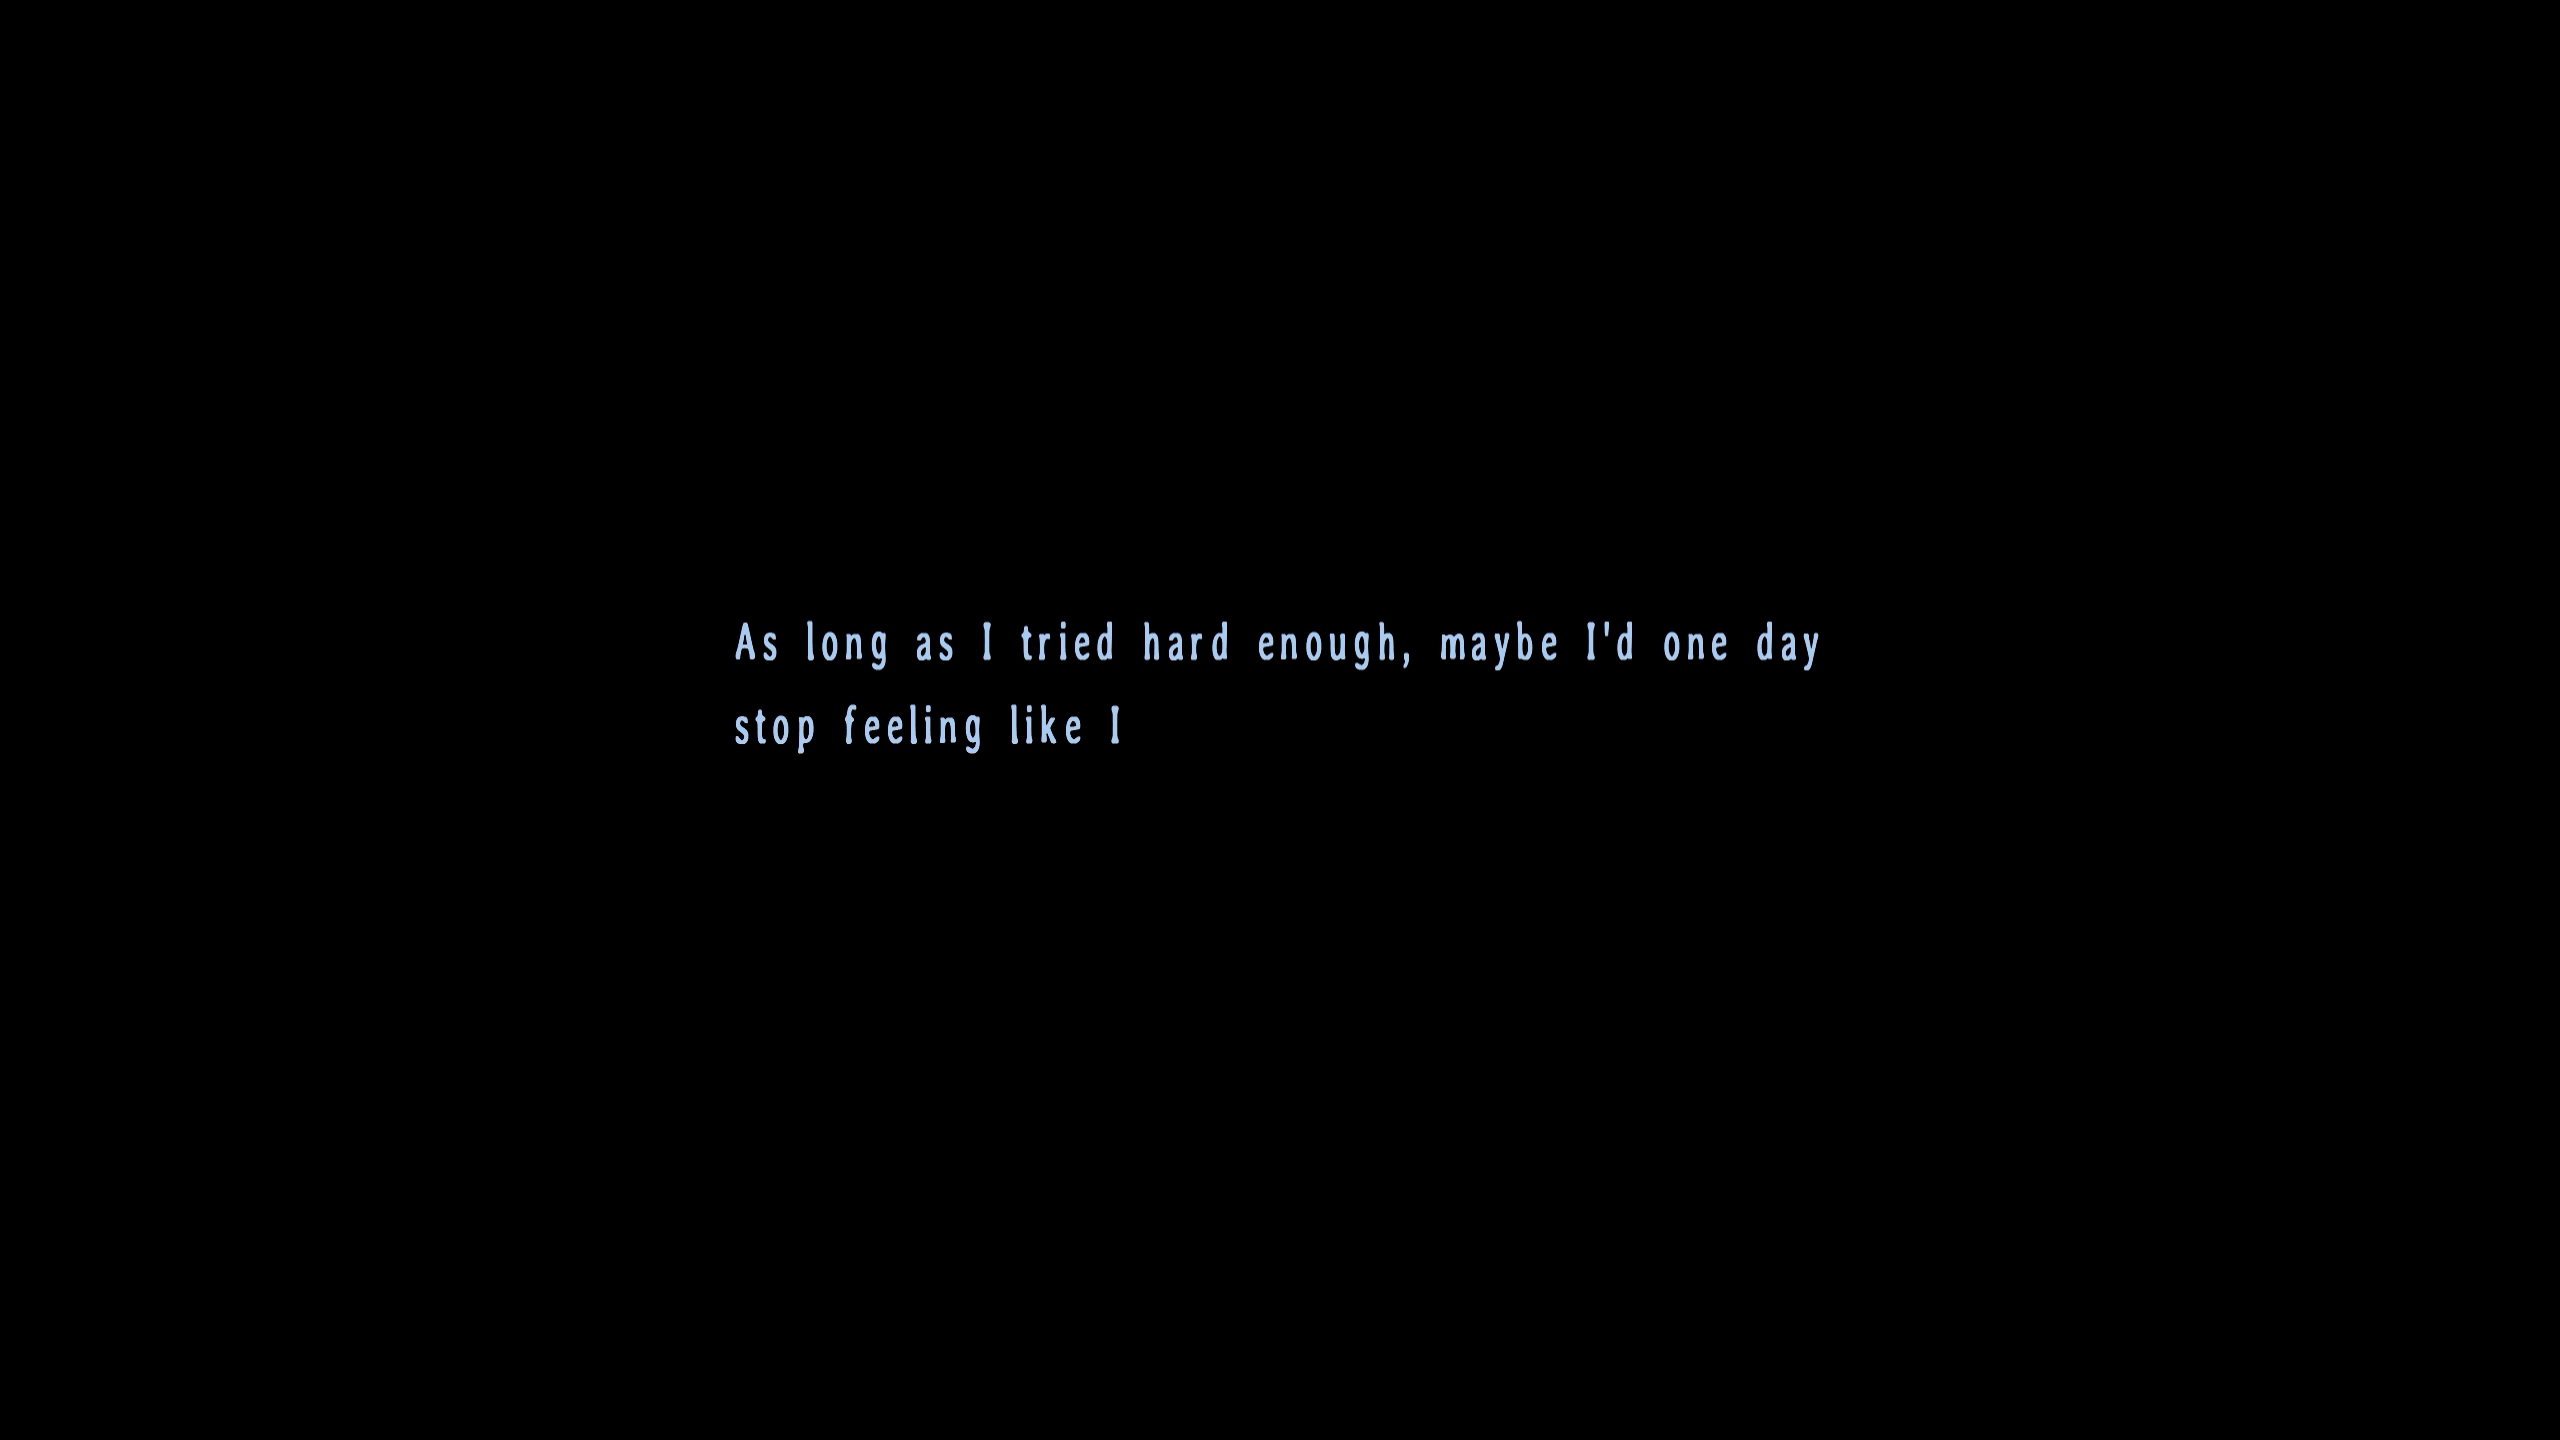 As long as I tried hard enough, maybe I'd one day
stop feeling like I